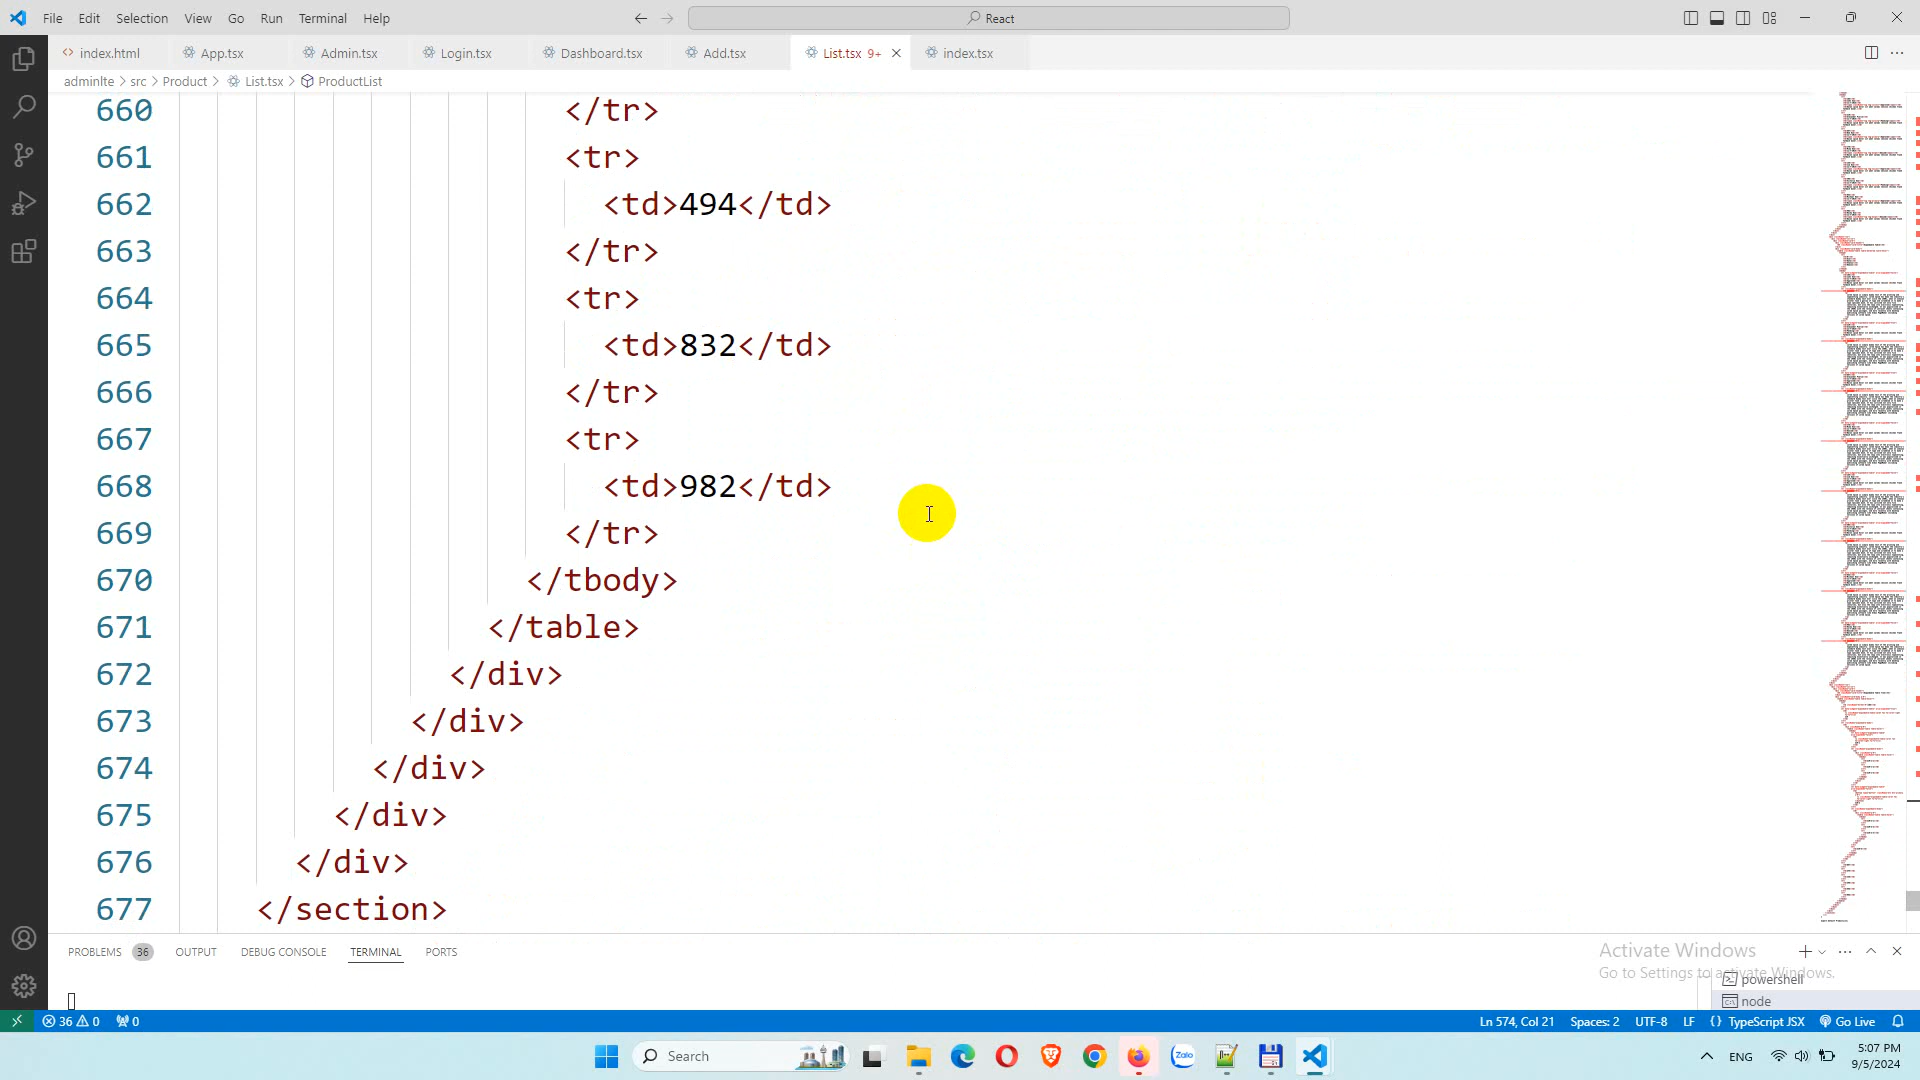 File Edit Selection View Go Run Terminal Help
React
index.html App.tsx Admin.tsx Login.tsx Dashboard.tsx Add.tsx List.tsx 9+ index.tsx
adminlte > src > Product > List.tsx > ProductList
660 </tr>
661 <tr>
662 <td>494</td>
663 </tr>
664 <tr>
665 <td>832</td>
666 </tr>
667 <tr>
668 <td>982</td>
669 </tr>
670 </tbody>
671 </table>
672 </div>
673 </div>
674 </div>
675 </div>
676 </div>
677 </section>
PROBLEMS 36 OUTPUT DEBUG CONSOLE TERMINAL PORTS
Activate Windows
Go to Settings to activate Windows.
powershell
node
36 0 0 Ln 574, Col 21 Spaces: 2 UTF-8 LF {} TypeScript JSX Go Live
Search
Zalo
ENG
5:07 PM
9/5/2024